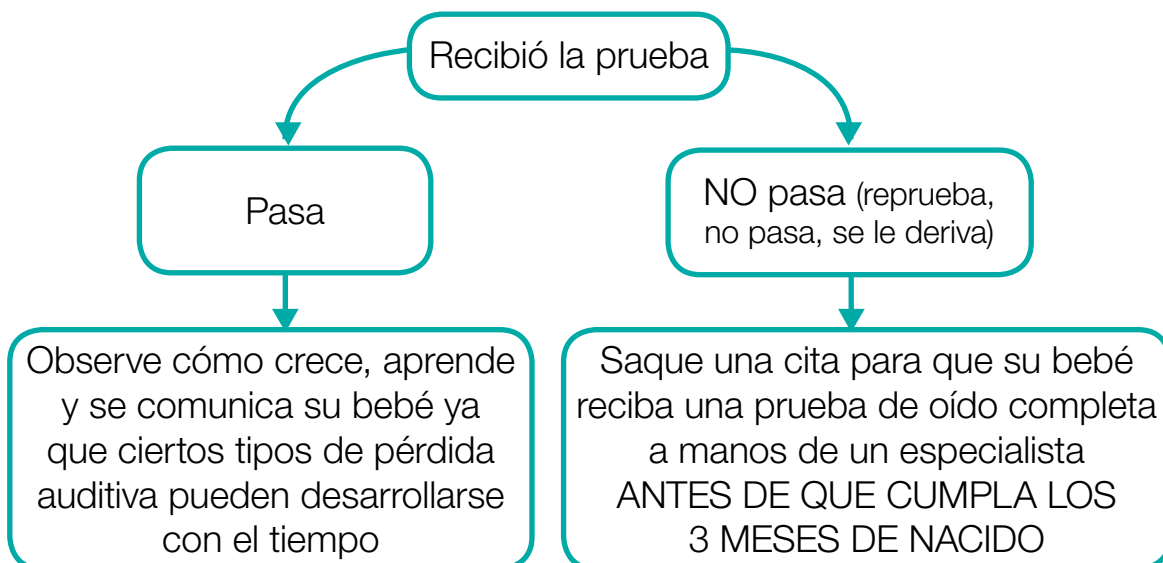 Recibió la prueba
Pasa
NO pasa (reprueba,
no pasa, se le deriva)
Observe cómo crece, aprende
y se comunica su bebé ya
que ciertos tipos de pérdida
auditiva pueden desarrollarse
con el tiempo
Saque una cita para que su bebé
reciba una prueba de oído completa
a manos de un especialista
ANTES DE QUE CUMPLA LOS
3 MESES DE NACIDO